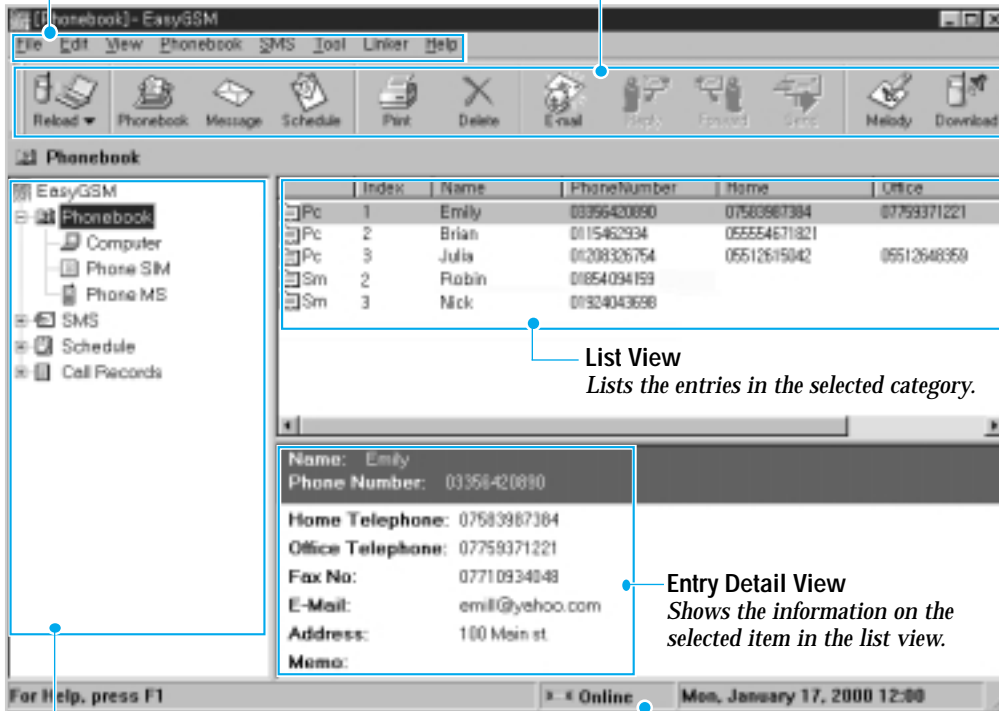 [Phonebook] - EasyGSM
File Edit View Phonebook SMS Tool Linker Help
Reload Phonebook Message Schedule Print Delete E-mail Reply Forward Send Melody Download
Phonebook
EasyGSM
Phonebook
Computer
Phone SIM
Phone MS
SMS
Schedule
Call Records
Index Name PhoneNumber Home Office
Pc 1 Emily 03356420890 07583987384 07759371221
Pc 2 Brian 0115462934 055554671821
Pc 3 Julia 01208326754 05512615042 05512648359
Sm 2 Robin 01854094159
Sm 3 Nick 01924043698
List View
Lists the entries in the selected category.
Name: Emily
Phone Number: 03356420890
Home Telephone: 07583987384
Office Telephone: 07759371221
Fax No: 07710934048
E-Mail: emill@yahoo.com
Address: 100 Main st.
Memo:
Entry Detail View
Shows the information on the
selected item in the list view.
For Help, press F1
Online
Mon, January 17, 2000 12:00